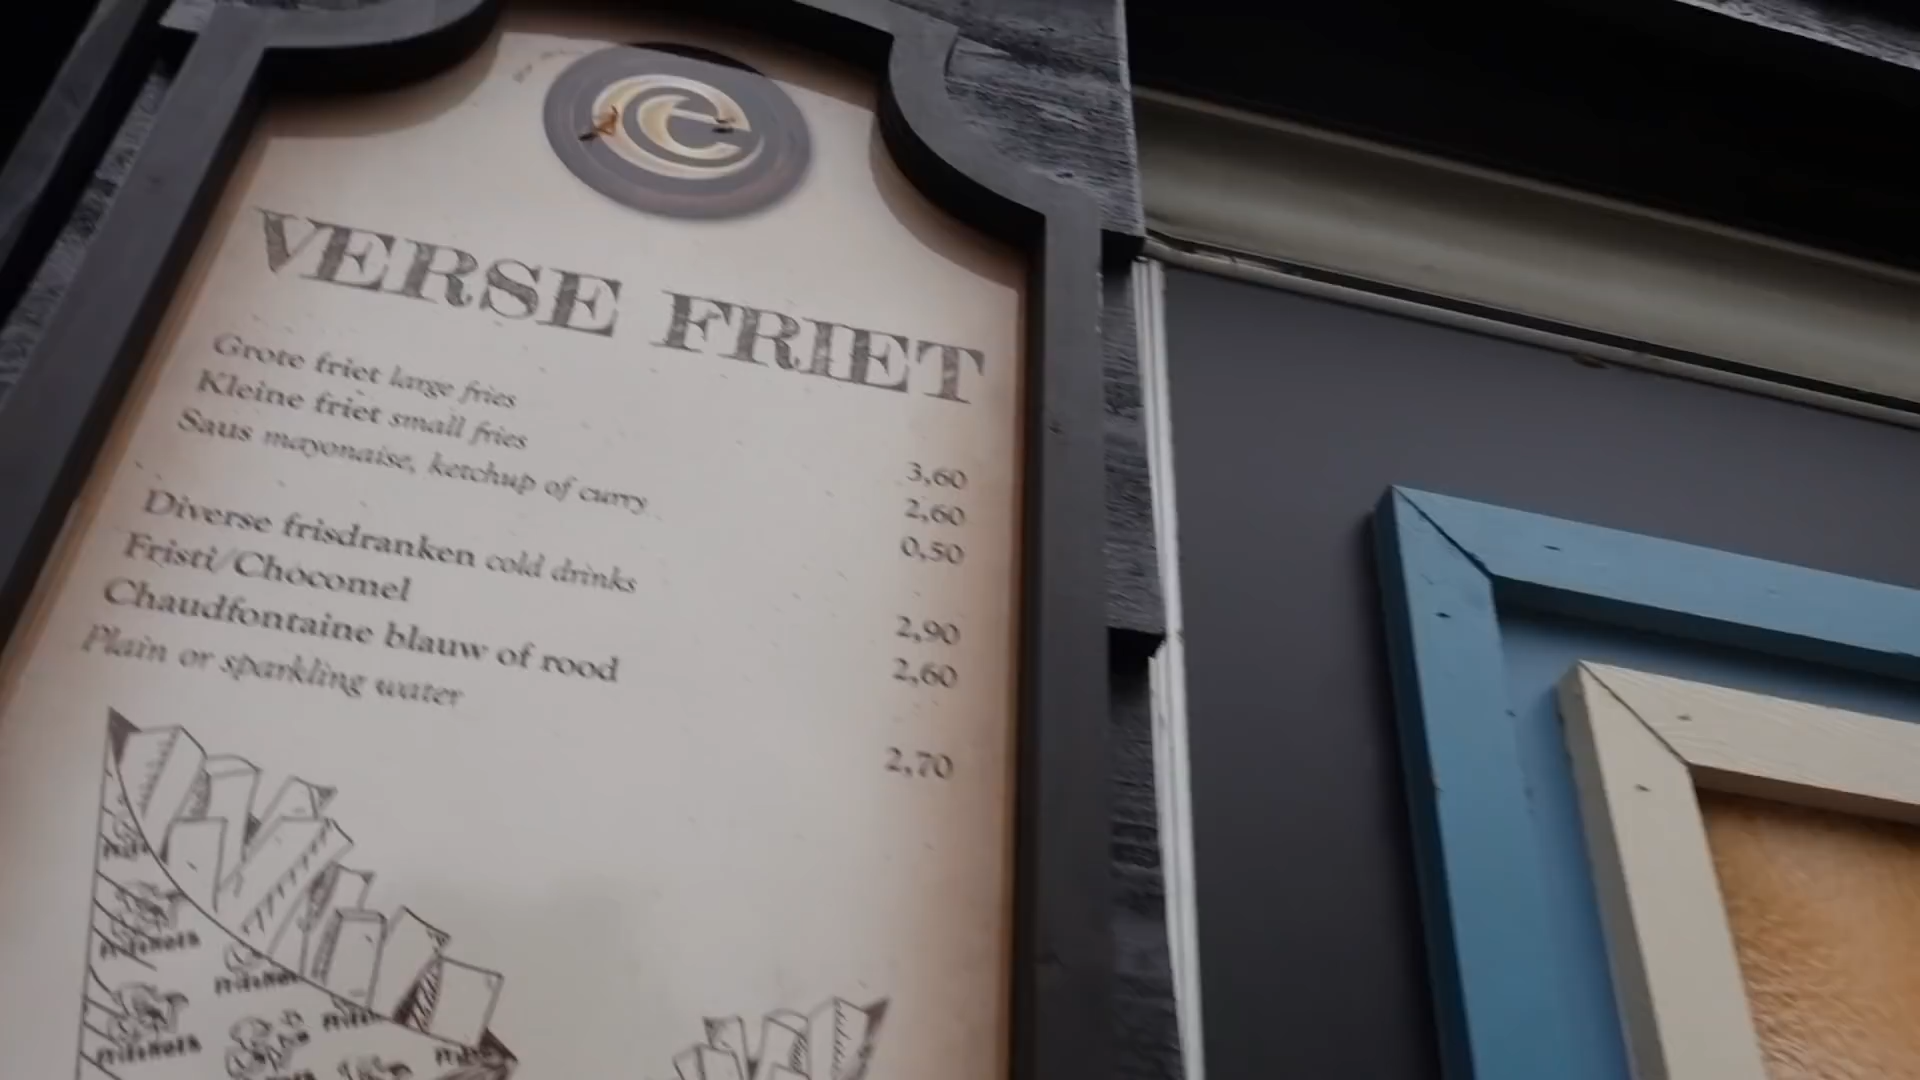 VERSE FRIET
Grote friet large fries 3,60
Kleine friet small fries 2,60
Saus mayonaise, ketchup of curry 0,50
Diverse frisdranken cold drinks 2,90
Fristi/Chocomel 2,60
Chaudfontaine blauw of rood
Plain or sparkling water 2,70